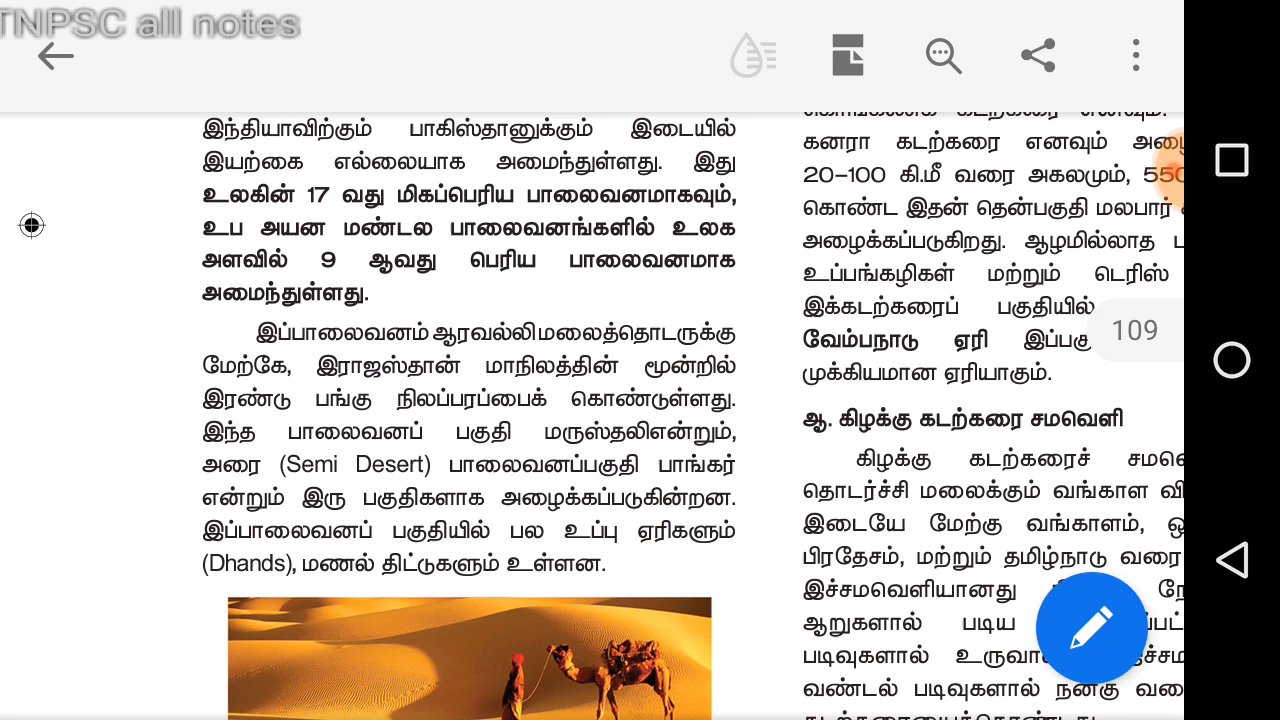 TNPSC all notes
இந்தியாவிற்கும் பாகிஸ்தானுக்கும் இடையில்
இயற்கை எல்லையாக அமைந்துள்ளது. இது
உலகின் 17 வது மிகப்பெரிய பாலைவனமாகவும்,
உப அயன மண்டல பாலைவனங்களில் உலக
அளவில் 9 ஆவது பெரிய பாலைவனமாக
அமைந்துள்ளது.
இப்பாலைவனம் ஆரவல்லி மலைத்தொடருக்கு
மேற்கே, இராஜஸ்தான் மாநிலத்தின் மூன்றில்
இரண்டு பங்கு நிலப்பரப்பைக் கொண்டுள்ளது.
இந்த பாலைவனப் பகுதி மருஸ்தலிஎன்றும்,
அரை (Semi Desert) பாலைவனப்பகுதி பாங்கர்
என்றும் இரு பகுதிகளாக அழைக்கப்படுகின்றன.
இப்பாலைவனப் பகுதியில் பல உப்பு ஏரிகளும்
(Dhands), மணல் திட்டுகளும் உள்ளன.
கனரா கடற்கரை எனவும்
20–100 கி.மீ வரை அகலமும், 550
கொண்ட இதன் தென்பகுதி மலபார்
அழைக்கப்படுகிறது. ஆழமில்லாத
உப்பங்கழிகள் மற்றும் டெரிஸ்
இக்கடற்கரைப் பகுதியில்
வேம்பநாடு ஏரி
முக்கியமான ஏரியாகும்.
109
ஆ. கிழக்கு கடற்கரை சமவெளி
கிழக்கு கடற்கரைச்
தொடர்ச்சி மலைக்கும் வங்காள
இடையே மேற்கு வங்காளம்,
பிரதேசம், மற்றும் தமிழ்நாடு வரை
இச்சமவெளியானது
ஆறுகளால் படிய
படிவுகளால்
வண்டல் படிவுகளால் நன்கு